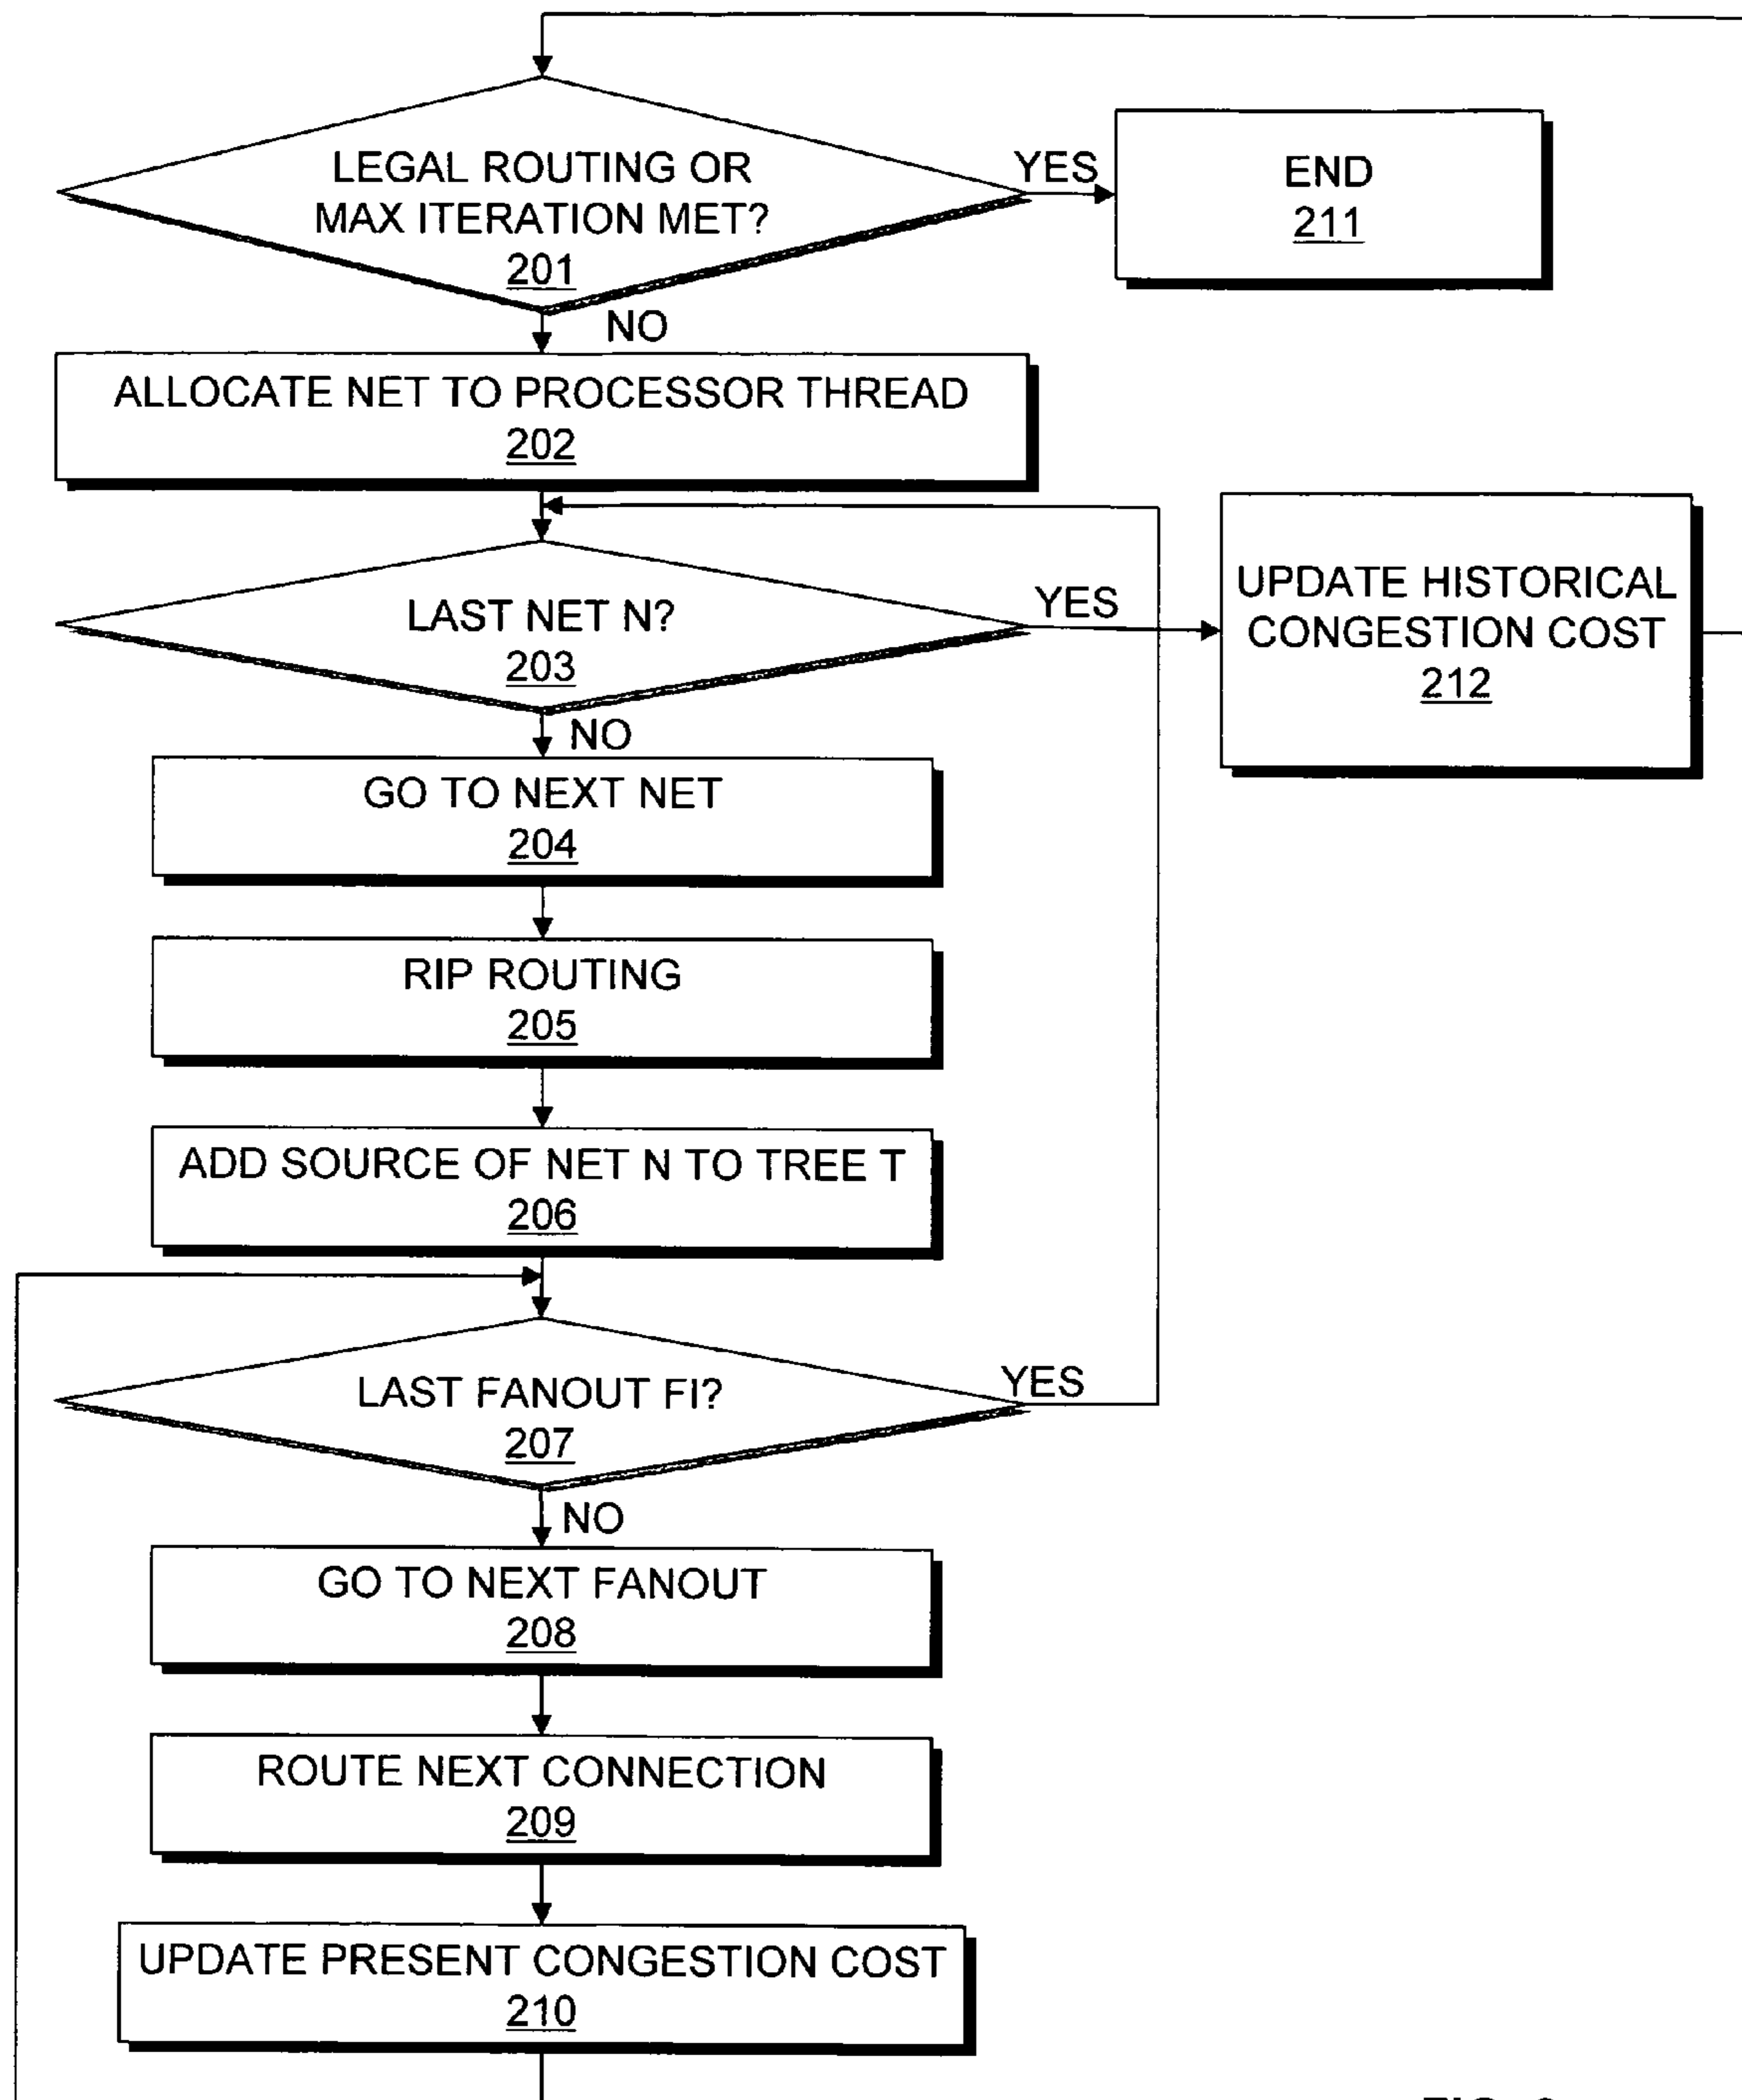 LEGAL ROUTING OR
MAX ITERATION MET?
201
YES
END
211
NO
ALLOCATE NET TO PROCESSOR THREAD
202
LAST NET N?
203
YES
UPDATE HISTORICAL
CONGESTION COST
212
NO
GO TO NEXT NET
204
RIP ROUTING
205
ADD SOURCE OF NET N TO TREE T
206
LAST FANOUT FI?
207
YES
NO
GO TO NEXT FANOUT
208
ROUTE NEXT CONNECTION
209
UPDATE PRESENT CONGESTION COST
210